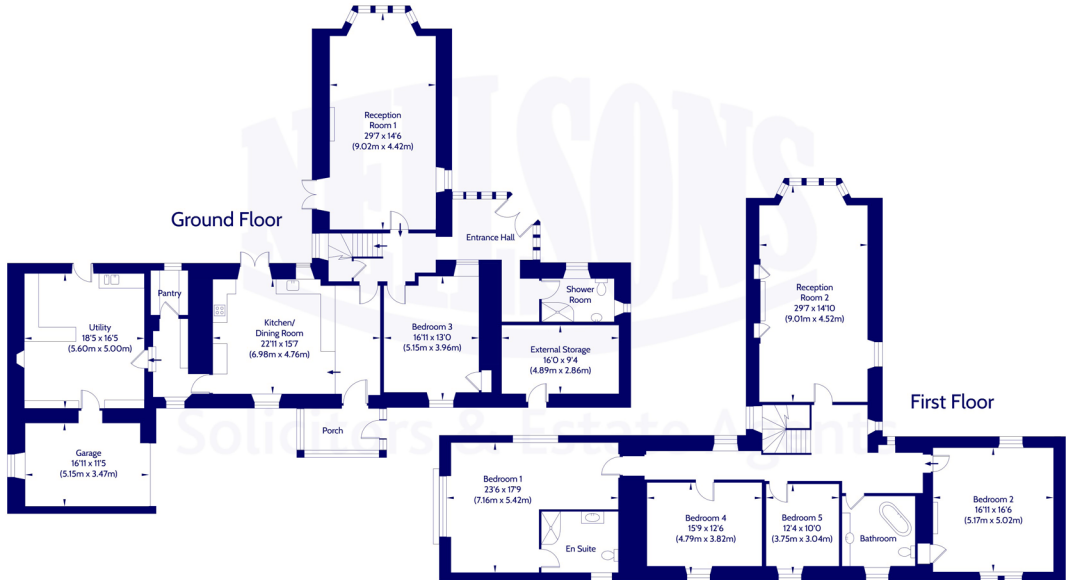 NEILSONS
Solicitors & Estate Agents
Ground Floor
Reception
Room 1
29'7 x 14'6
(9.02m x 4.42m)
Entrance Hall
Pantry
Utility
18'5 x 16'5
(5.60m x 5.00m)
Kitchen/
Dining Room
22'11 x 15'7
(6.98m x 4.76m)
Bedroom 3
16'11 x 13'0
(5.15m x 3.96m)
Shower
Room
External Storage
16'0 x 9'4
(4.89m x 2.86m)
Porch
Garage
16'11 x 11'5
(5.15m x 3.47m)
First Floor
Reception
Room 2
29'7 x 14'10
(9.01m x 4.52m)
Bedroom 1
23'6 x 17'9
(7.16m x 5.42m)
En Suite
Bedroom 4
15'9 x 12'6
(4.79m x 3.82m)
Bedroom 5
12'4 x 10'0
(3.75m x 3.04m)
Bathroom
Bedroom 2
16'11 x 16'6
(5.17m x 5.02m)